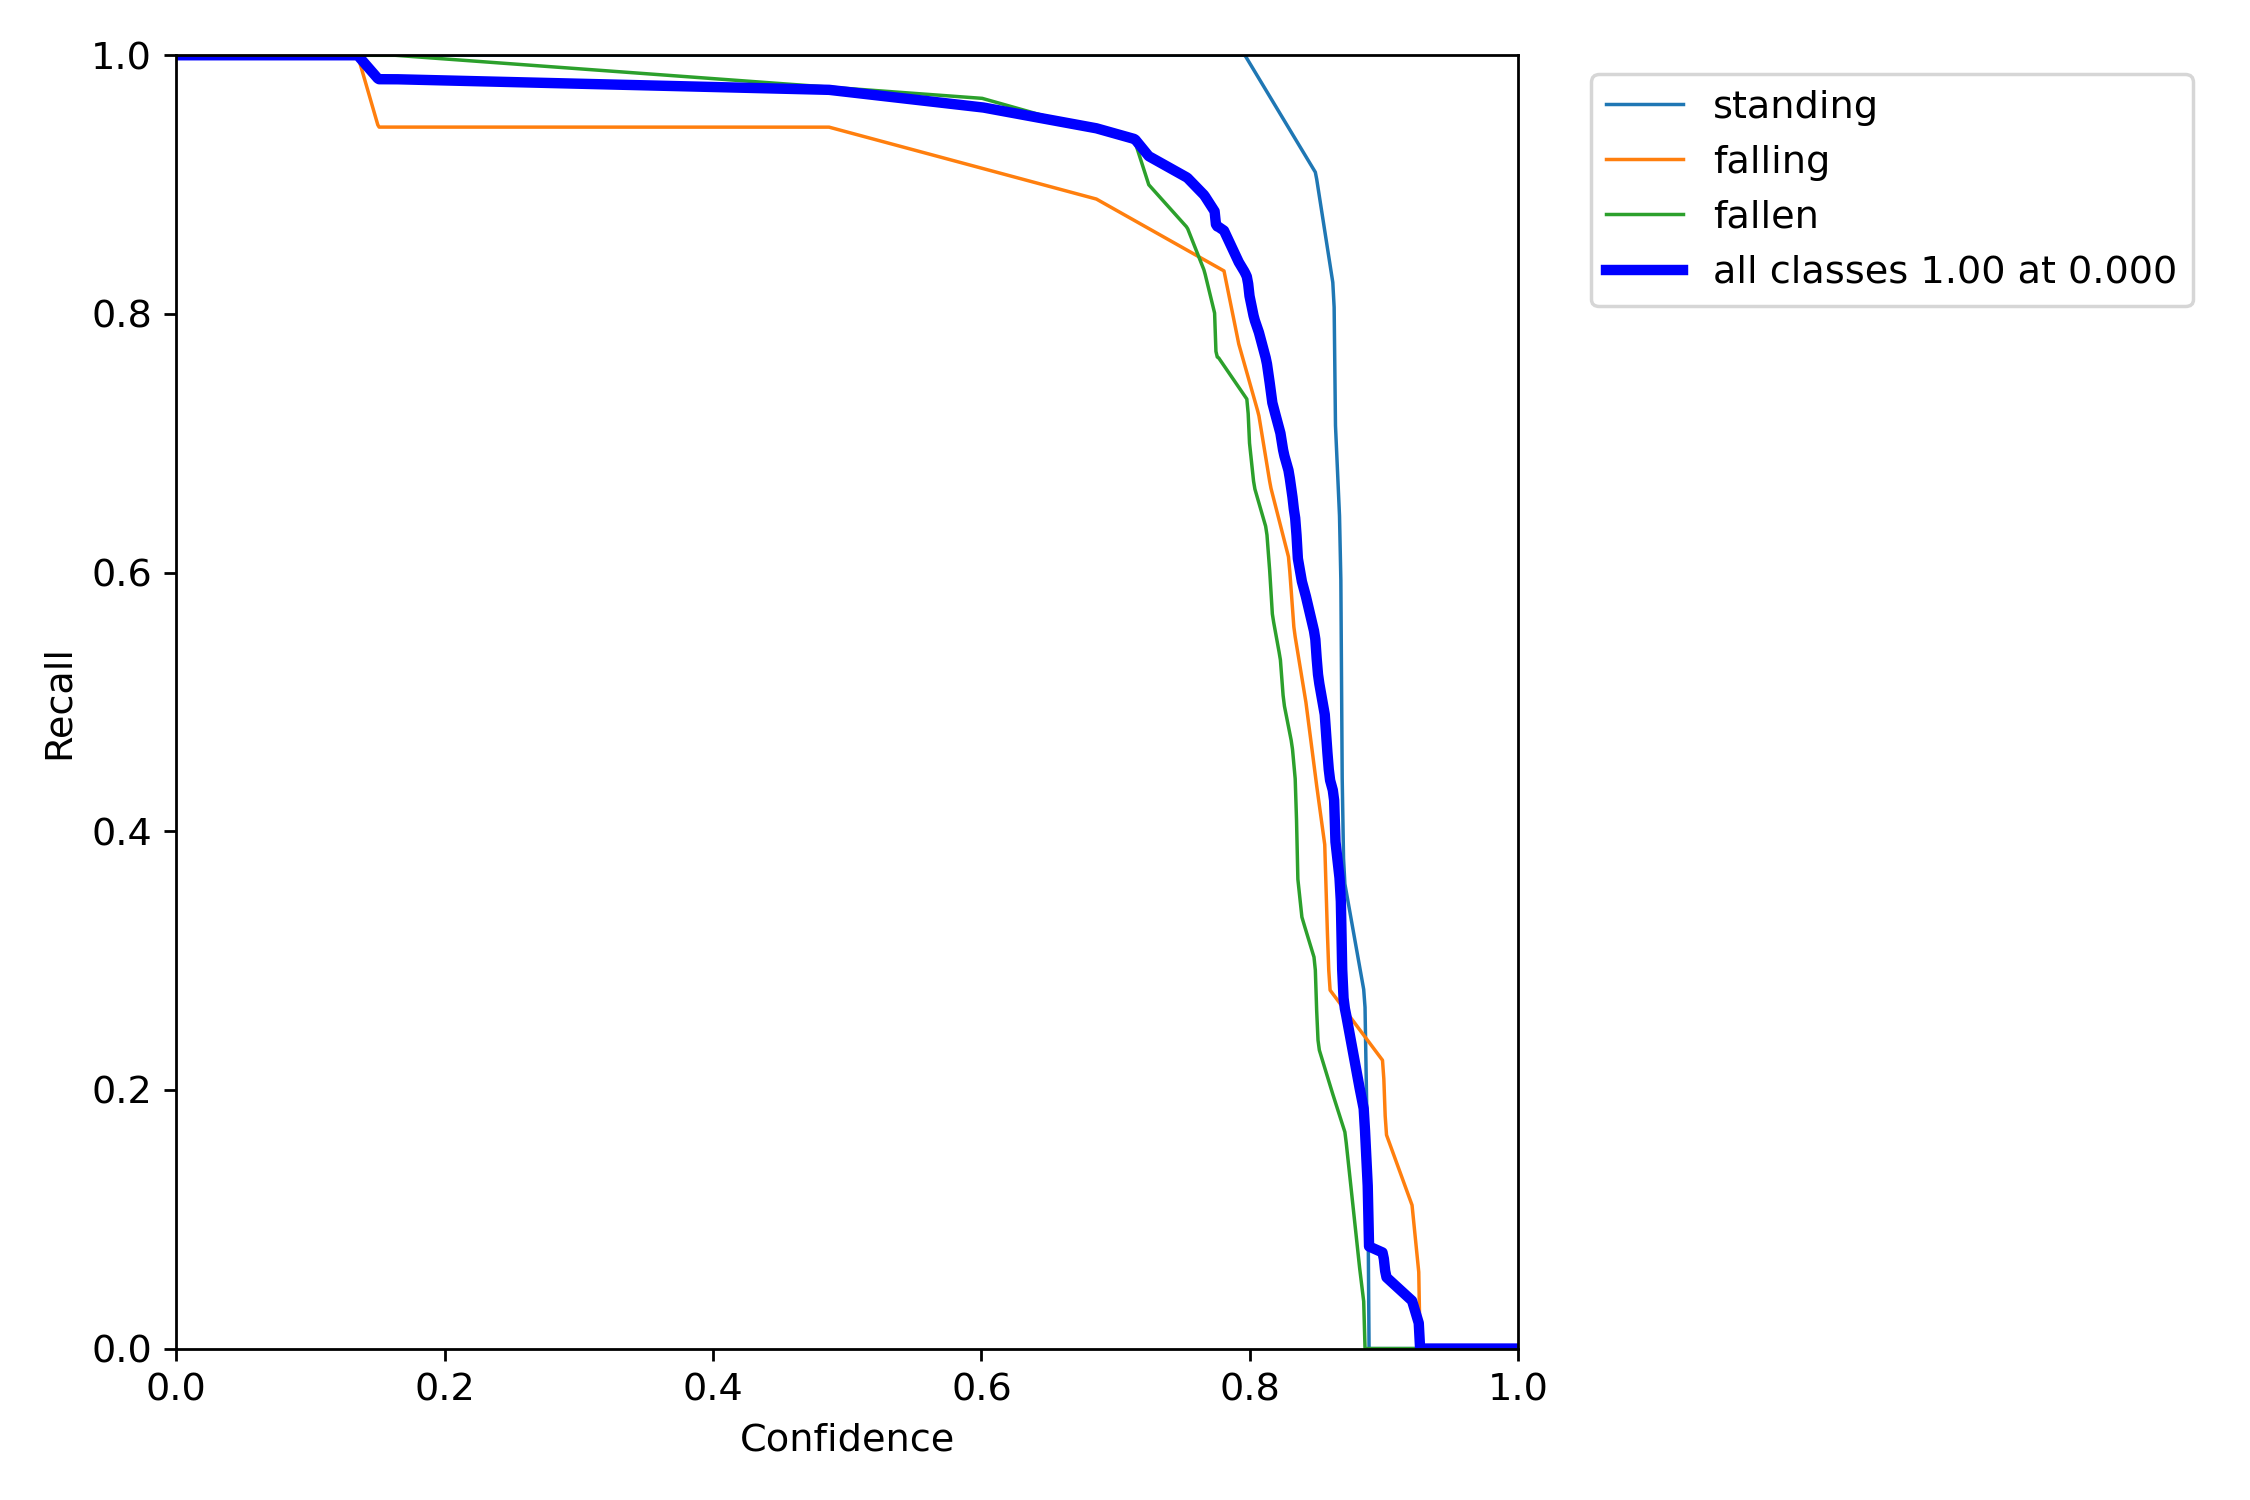 1.0
0.8
0.6
0.4
0.2
0.0
Recall
0.0 0.2 0.4 0.6 0.8 1.0
Confidence
standing
falling
fallen
all classes 1.00 at 0.000